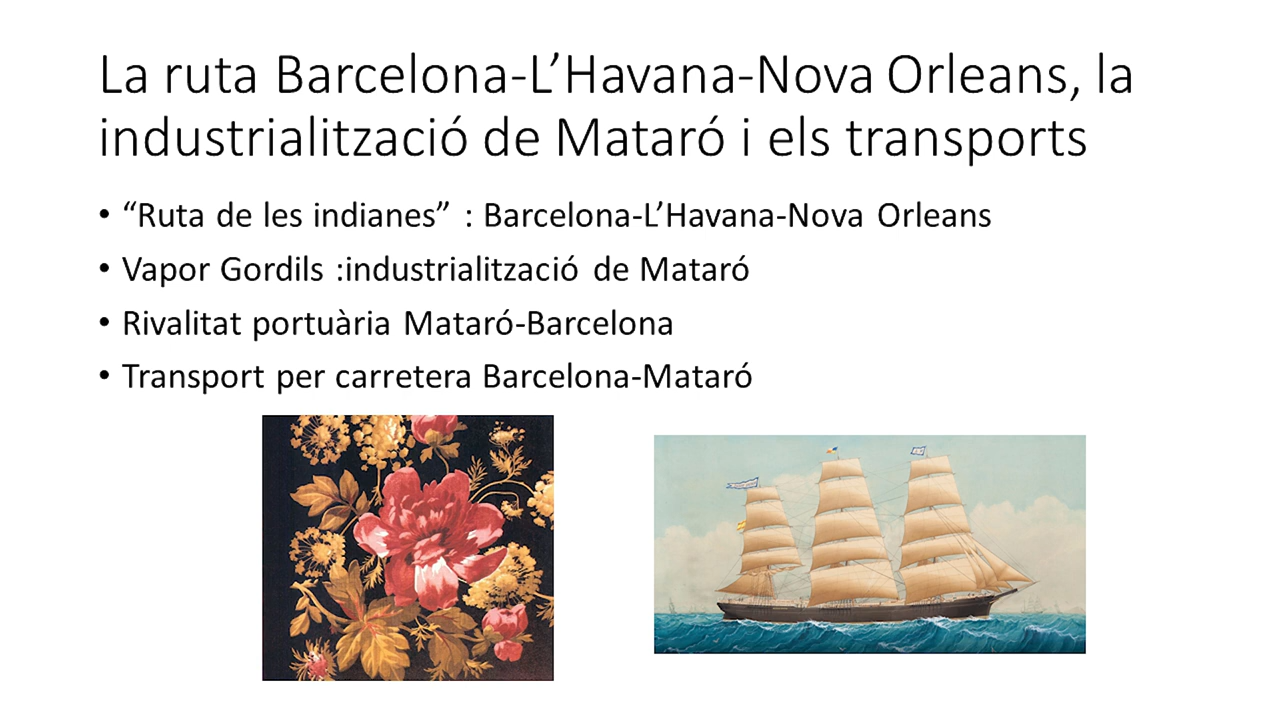 La ruta Barcelona-L’Havana-Nova Orleans, la
industrialització de Mataró i els transports
• “Ruta de les indianes” : Barcelona-L’Havana-Nova Orleans
• Vapor Gordils :industrialització de Mataró
• Rivalitat portuària Mataró-Barcelona
• Transport per carretera Barcelona-Mataró